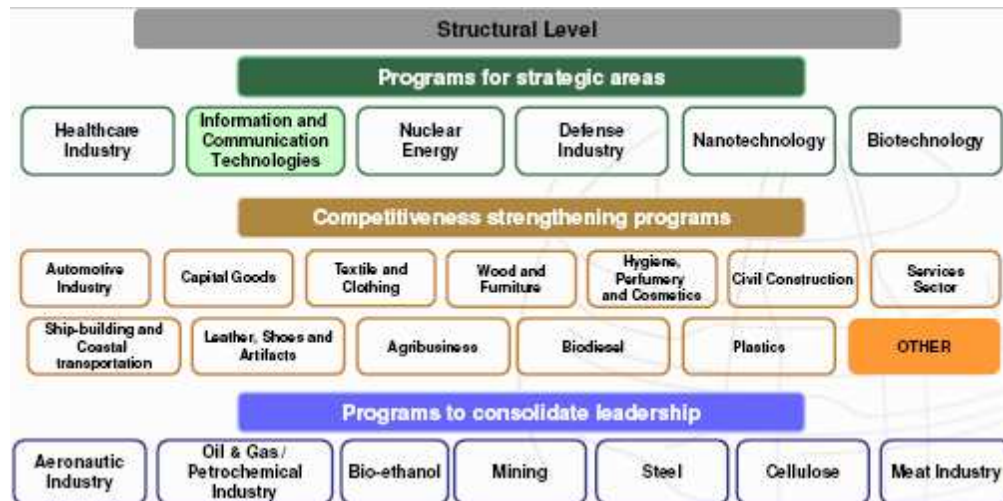 Structural Level
Programs for strategic areas
Healthcare
Industry
Information and
Communication
Technologies
Nuclear
Energy
Defense
Industry
Nanotechnology
Biotechnology
Competitiveness strengthening programs
Automotive
Industry
Capital Goods
Textile and
Clothing
Wood and
Furniture
Hygiene,
Perfumery
and Cosmetics
Civil Construction
Services
Sector
Ship-building and
Coastal
transportation
Leather, Shoes and
Artifacts
Agribusiness
Biodiesel
Plastics
OTHER
Programs to consolidate leadership
Aeronautic
Industry
Oil & Gas /
Petrochemical
Industry
Bio-ethanol
Mining
Steel
Cellulose
Meat Industry